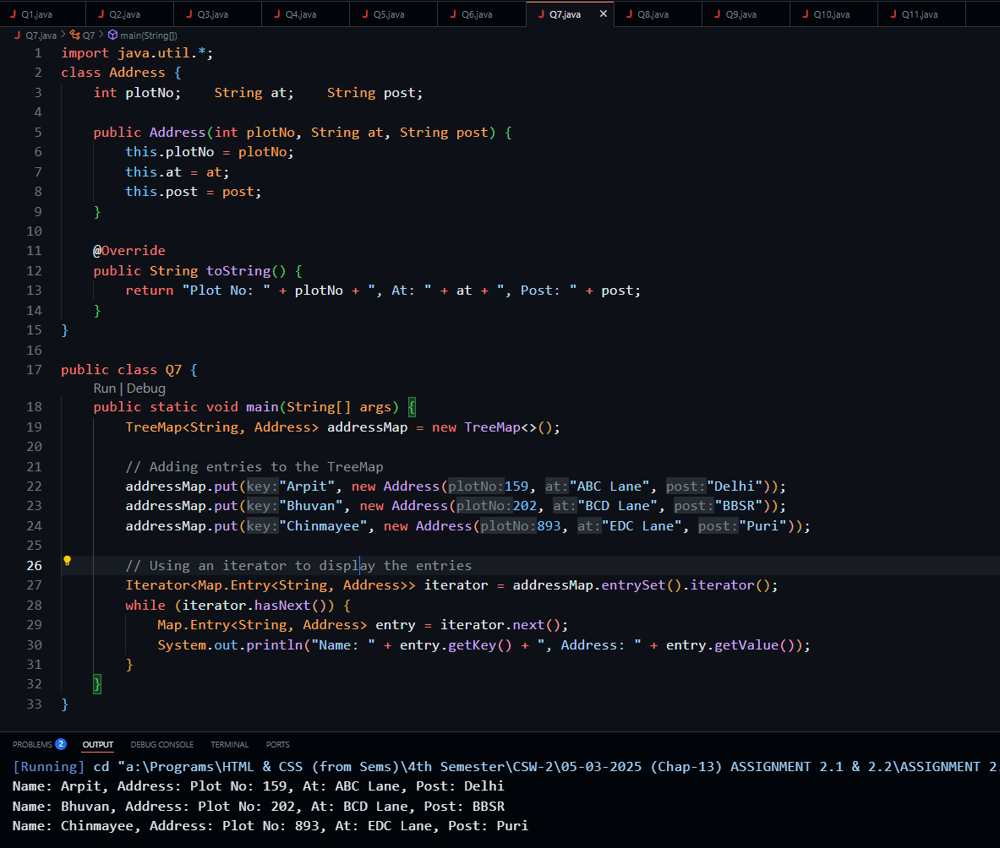 Q1.java Q2.java Q3.java Q4.java Q5.java Q6.java Q7.java Q8.java Q9.java Q10.java Q11.java
Q7.java > Q7 > main(String[])
1 import java.util.*;
2 class Address {
3 int plotNo; String at; String post;
4
5 public Address(int plotNo, String at, String post) {
6 this.plotNo = plotNo;
7 this.at = at;
8 this.post = post;
9 }
10
11 @Override
12 public String toString() {
13 return "Plot No: " + plotNo + ", At: " + at + ", Post: " + post;
14 }
15 }
16
17 public class Q7 {
Run | Debug
18 public static void main(String[] args) {
19 TreeMap<String, Address> addressMap = new TreeMap<>();
20
21 // Adding entries to the TreeMap
22 addressMap.put(key:"Arpit", new Address(plotNo:159, at:"ABC Lane", post:"Delhi"));
23 addressMap.put(key:"Bhuvan", new Address(plotNo:202, at:"BCD Lane", post:"BBSR"));
24 addressMap.put(key:"Chinmayee", new Address(plotNo:893, at:"EDC Lane", post:"Puri"));
25
26 // Using an iterator to display the entries
27 Iterator<Map.Entry<String, Address>> iterator = addressMap.entrySet().iterator();
28 while (iterator.hasNext()) {
29 Map.Entry<String, Address> entry = iterator.next();
30 System.out.println("Name: " + entry.getKey() + ", Address: " + entry.getValue());
31 }
32 }
33 }
PROBLEMS 2 OUTPUT DEBUG CONSOLE TERMINAL PORTS
[Running] cd "a:\Programs\HTML & CSS (from Sems)\4th Semester\CSW-2\05-03-2025 (Chap-13) ASSIGNMENT 2.1 & 2.2\ASSIGNMENT 2.
Name: Arpit, Address: Plot No: 159, At: ABC Lane, Post: Delhi
Name: Bhuvan, Address: Plot No: 202, At: BCD Lane, Post: BBSR
Name: Chinmayee, Address: Plot No: 893, At: EDC Lane, Post: Puri